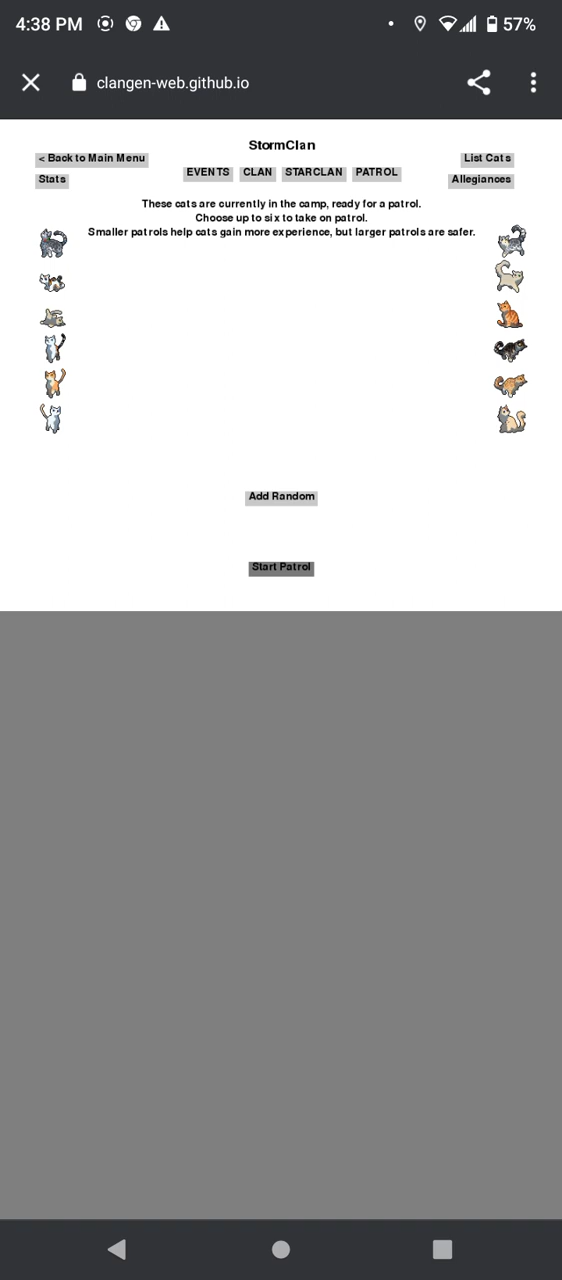 4:38 PM 57%
clangen-web.github.io
StormClan
< Back to Main Menu
List Cats
EVENTS CLAN STARCLAN PATROL
Stats
Allegiances
These cats are currently in the camp, ready for a patrol.
Choose up to six to take on patrol.
Smaller patrols help cats gain more experience, but larger patrols are safer.
Add Random
Start Patrol